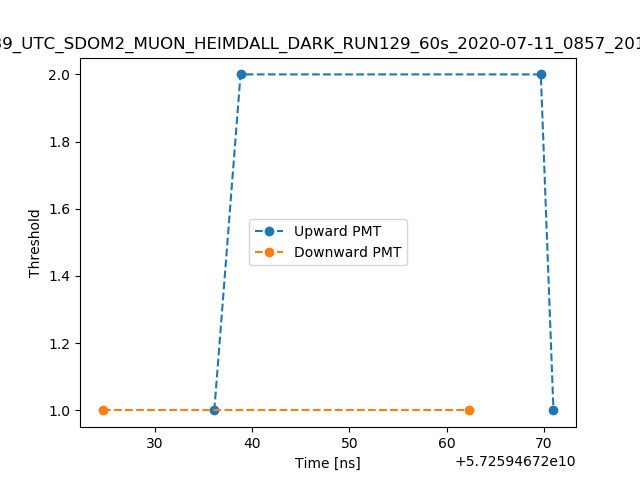 39_UTC_SDOM2_MUON_HEIMDALL_DARK_RUN129_60s_2020-07-11_0857_201
2.0
1.8
1.6
1.4
1.2
1.0
Threshold
Upward PMT
Downward PMT
30 40 50 60 70
Time [ns]
+5.72594672e10